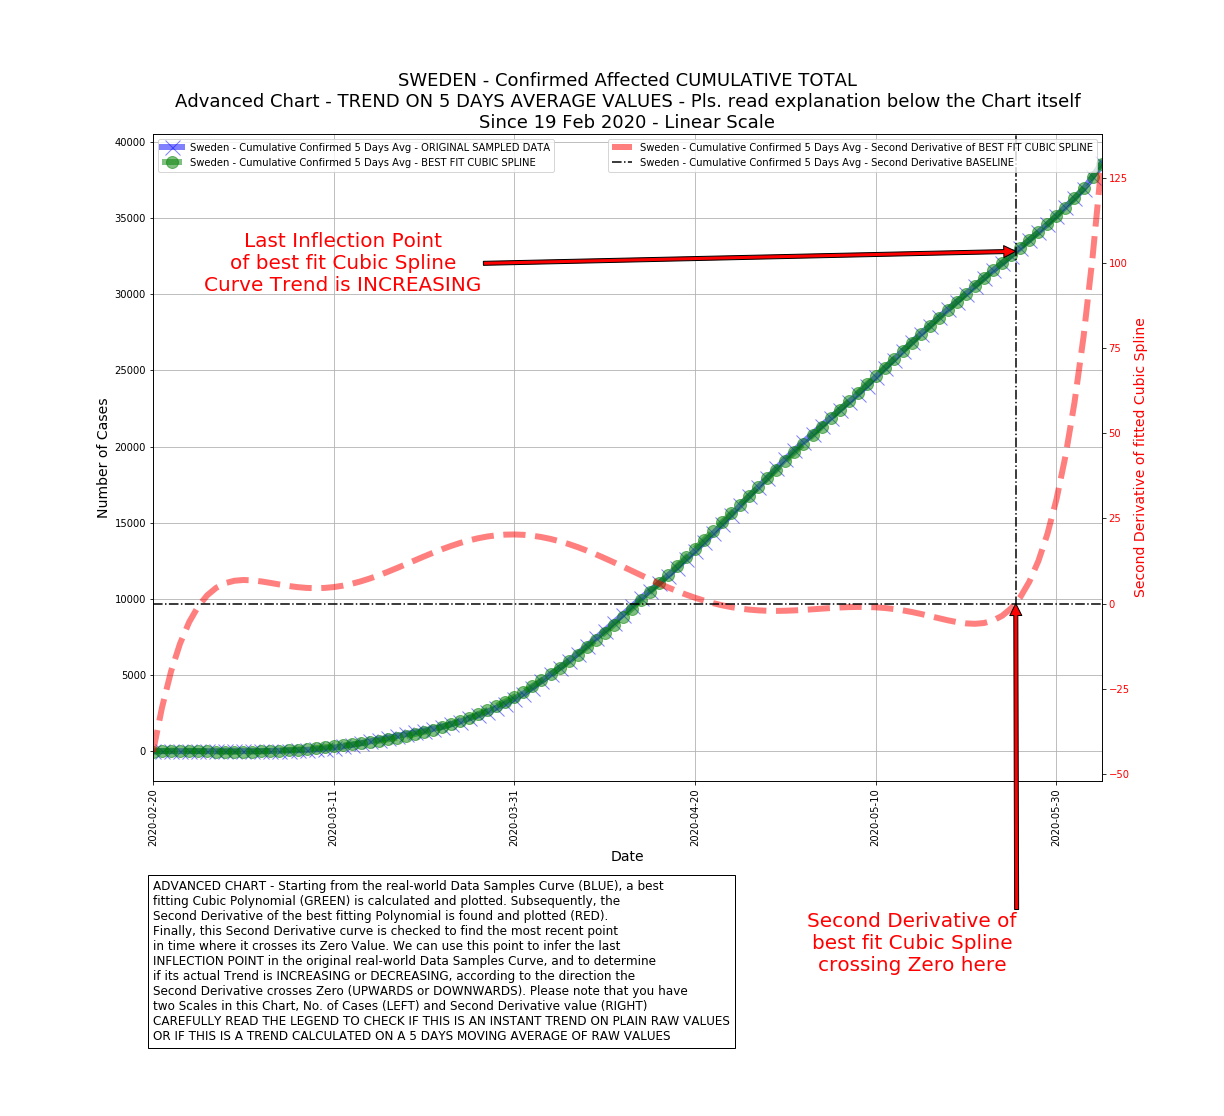 SWEDEN - Confirmed Affected CUMULATIVE TOTAL
Advanced Chart - TREND ON 5 DAYS AVERAGE VALUES - Pls. read explanation below the Chart itself
Since 19 Feb 2020 - Linear Scale
Sweden - Cumulative Confirmed 5 Days Avg - ORIGINAL SAMPLED DATA
Sweden - Cumulative Confirmed 5 Days Avg - BEST FIT CUBIC SPLINE
Sweden - Cumulative Confirmed 5 Days Avg - Second Derivative of BEST FIT CUBIC SPLINE
Sweden - Cumulative Confirmed 5 Days Avg - Second Derivative BASELINE
Last Inflection Point
of best fit Cubic Spline
Curve Trend is INCREASING
Number of Cases
40000
35000
30000
25000
20000
15000
10000
5000
0
125
100
75
50
25
0
−25
−50
Second Derivative of fitted Cubic Spline
2020-02-20
2020-03-11
2020-03-31
2020-04-20
2020-05-10
2020-05-30
Date
ADVANCED CHART - Starting from the real-world Data Samples Curve (BLUE), a best
fitting Cubic Polynomial (GREEN) is calculated and plotted. Subsequently, the
Second Derivative of the best fitting Polynomial is found and plotted (RED).
Finally, this Second Derivative curve is checked to find the most recent point
in time where it crosses its Zero Value. We can use this point to infer the last
INFLECTION POINT in the original real-world Data Samples Curve, and to determine
if its actual Trend is INCREASING or DECREASING, according to the direction the
Second Derivative crosses Zero (UPWARDS or DOWNWARDS). Please note that you have
two Scales in this Chart, No. of Cases (LEFT) and Second Derivative value (RIGHT)
CAREFULLY READ THE LEGEND TO CHECK IF THIS IS AN INSTANT TREND ON PLAIN RAW VALUES
OR IF THIS IS A TREND CALCULATED ON A 5 DAYS MOVING AVERAGE OF RAW VALUES
Second Derivative of
best fit Cubic Spline
crossing Zero here